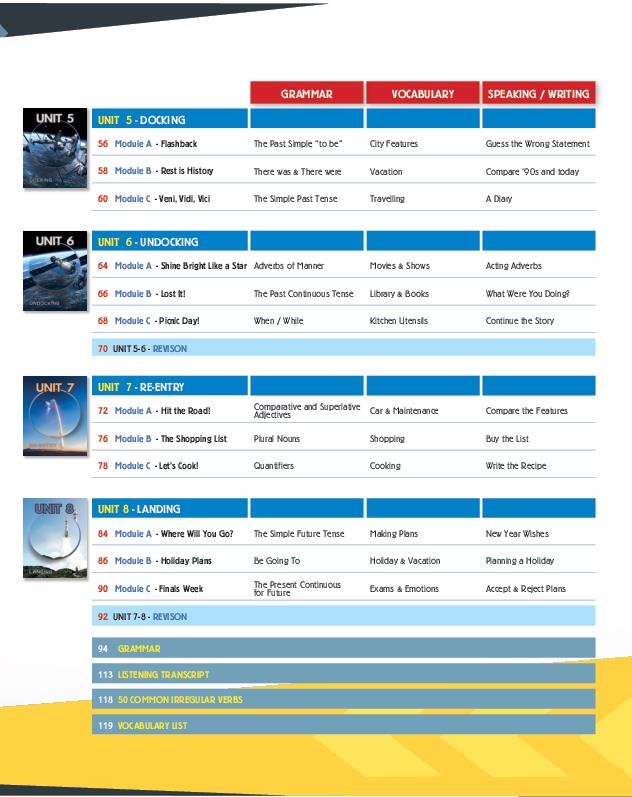 GRAMMAR VOCABULARY SPEAKING / WRITING
UNIT 5
UNIT 5 - DOCKING
56 Module A - Flashback The Past Simple "to be" City Features Guess the Wrong Statement
58 Module B - Rest is History There was & There were Vacation Compare '90s and today
60 Module C - Veni, Vidi, Vici The Simple Past Tense Travelling A Diary
DOCKING
UNIT 6
UNIT 6 - UNDOCKING
64 Module A - Shine Bright Like a Star Adverbs of Manner Movies & Shows Acting Adverbs
66 Module B - Lost It! The Past Continuous Tense Library & Books What Were You Doing?
68 Module C - Picnic Day! When / While Kitchen Utensils Continue the Story
UNDOCKING
70 UNIT 5-6 - REVISON
UNIT 7
UNIT 7 - RE-ENTRY
72 Module A - Hit the Road! Comparative and Superlative Adjectives Car & Maintenance Compare the Features
76 Module B - The Shopping List Plural Nouns Shopping Buy the List
78 Module C - Let's Cook! Quantifiers Cooking Write the Recipe
RE-ENTRY
UNIT 8
UNIT 8 - LANDING
84 Module A - Where Will You Go? The Simple Future Tense Making Plans New Year Wishes
86 Module B - Holiday Plans Be Going To Holiday & Vacation Planning a Holiday
90 Module C - Finals Week The Present Continuous for Future Exams & Emotions Accept & Reject Plans
LANDING
92 UNIT 7-8 - REVISON
94 GRAMMAR
113 LISTENING TRANSCRIPT
118 50 COMMON IRREGULAR VERBS
119 VOCABULARY LIST